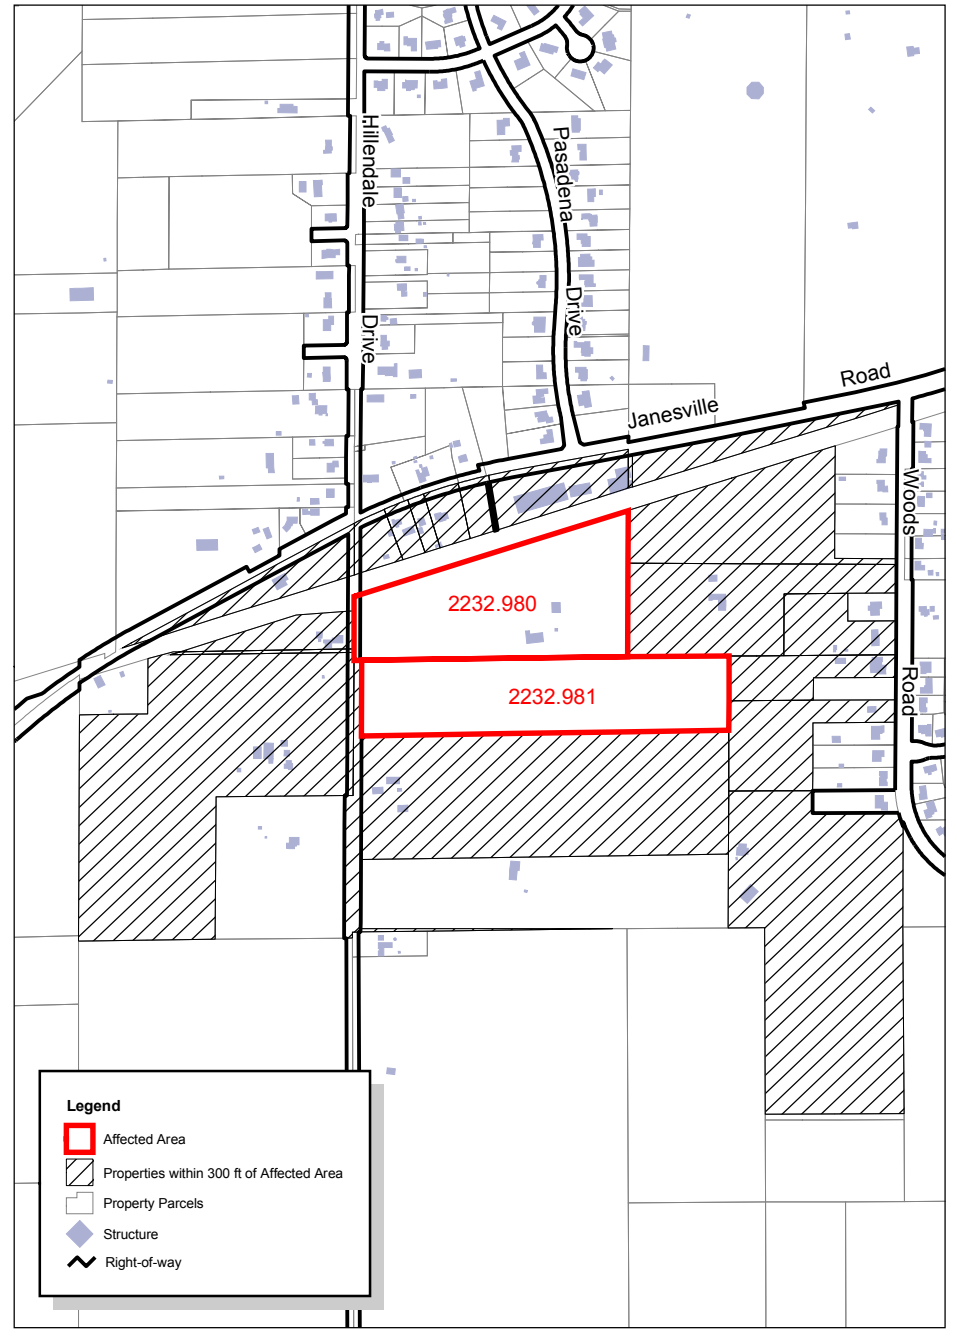 Hillendale
Pasadena
Drive
Drive
Road
Janesville
Woods
2232.980
Road
2232.981
Legend
Affected Area
Properties within 300 ft of Affected Area
Property Parcels
Structure
Right-of-way